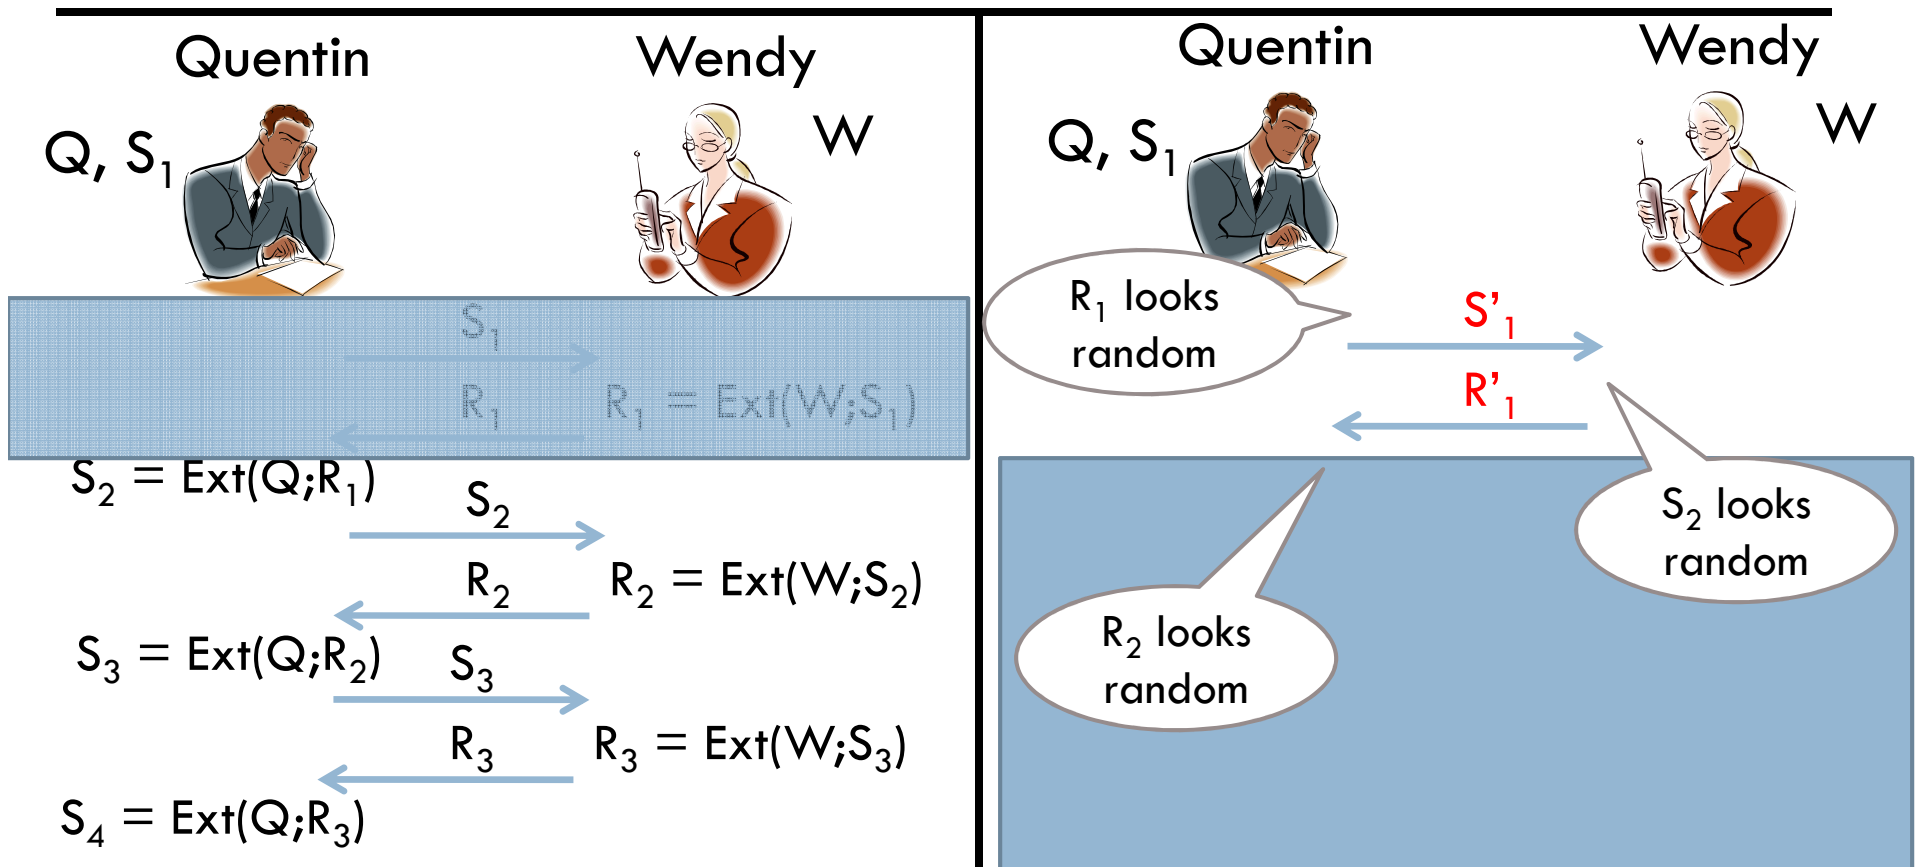 Quentin Wendy
Q, S₁ W
S₁
R₁ R₁ = Ext(W;S₁)
S₂ = Ext(Q;R₁)
S₂
R₂ R₂ = Ext(W;S₂)
S₃ = Ext(Q;R₂)
S₃
R₃ R₃ = Ext(W;S₃)
S₄ = Ext(Q;R₃)
Quentin Wendy
Q, S₁ W
R₁ looks
random
S’₁
R’₁
S₂ looks
random
R₂ looks
random